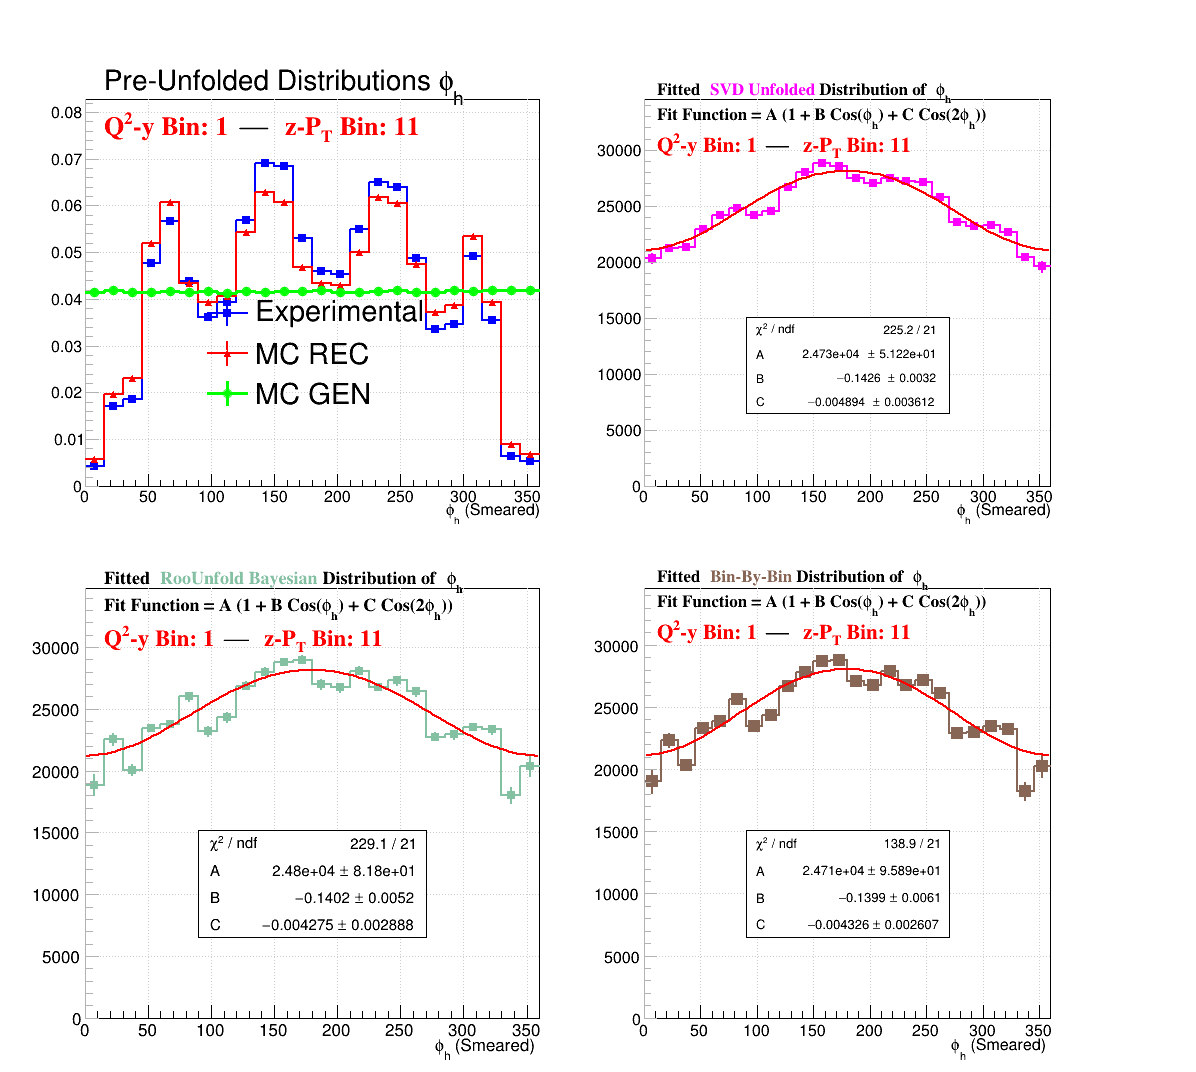 Pre-Unfolded Distributions ϕh
Q²-y Bin: 1 — z-PT Bin: 11
0.08
0.07
0.06
0.05
0.04
0.03
0.02
0.01
0
Experimental
MC REC
MC GEN
0 50 100 150 200 250 300 350
ϕh (Smeared)
Fitted SVD Unfolded Distribution of ϕh
Fit Function = A (1 + B Cos(ϕh) + C Cos(2ϕh))
Q²-y Bin: 1 — z-PT Bin: 11
30000
25000
20000
15000
10000
5000
0
χ² / ndf 225.2 / 21
A 2.473e+04 ± 5.122e+01
B −0.1426 ± 0.0032
C −0.004894 ± 0.003612
0 50 100 150 200 250 300 350
ϕh (Smeared)
Fitted RooUnfold Bayesian Distribution of ϕh
Fit Function = A (1 + B Cos(ϕh) + C Cos(2ϕh))
Q²-y Bin: 1 — z-PT Bin: 11
30000
25000
20000
15000
10000
5000
0
χ² / ndf 229.1 / 21
A 2.48e+04 ± 8.18e+01
B −0.1402 ± 0.0052
C −0.004275 ± 0.002888
0 50 100 150 200 250 300 350
ϕh (Smeared)
Fitted Bin-By-Bin Distribution of ϕh
Fit Function = A (1 + B Cos(ϕh) + C Cos(2ϕh))
Q²-y Bin: 1 — z-PT Bin: 11
30000
25000
20000
15000
10000
5000
0
χ² / ndf 138.9 / 21
A 2.471e+04 ± 9.589e+01
B −0.1399 ± 0.0061
C −0.004326 ± 0.002607
0 50 100 150 200 250 300 350
ϕh (Smeared)